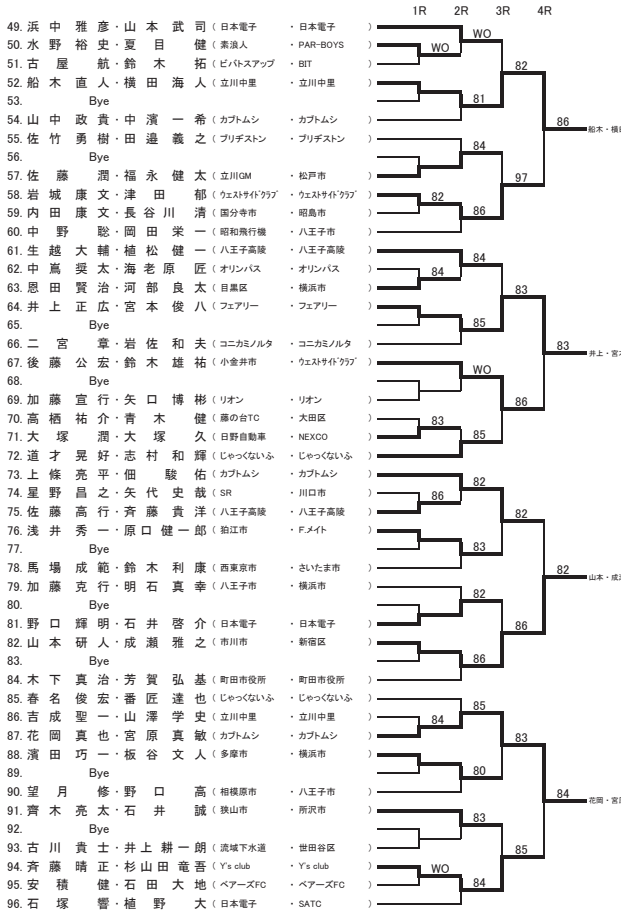 1R 2R 3R 4R
49. 浜中雅彦・山本武司 ( 日本電子 ・日本電子 )
WO
50. 水野裕史・夏目健 ( 素浪人 ・PAR-BOYS )
WO
51. 古屋航・鈴木拓 ( ビバトスアップ ・BIT )
82
52. 船木直人・横田海人 ( 立川中里 ・立川中里 )
53. Bye
81
54. 山中政貴・中濱一希 ( カブトムシ ・カブトムシ )
86
船木・横
55. 佐竹勇樹・田邉義之 ( ブリヂストン ・ブリヂストン )
84
56. Bye
57. 佐藤潤・福永健太 ( 立川GM ・松戸市 )
97
58. 岩城康文・津田郁 ( ウェストサイドクラブ ・ウェストサイドクラブ )
82
59. 内田康文・長谷川清 ( 国分寺市 ・昭島市 )
86
60. 中野聡・岡田栄一 ( 昭和飛行機 ・八王子市 )
61. 生越大輔・植松健一 ( 八王子高陵 ・八王子高陵 )
84
62. 中嶌奨太・海老原匠 ( オリンパス ・オリンパス )
84
63. 恩田賢治・河部良太 ( 目黒区 ・横浜市 )
83
64. 井上正広・宮本俊八 ( フェアリー ・フェアリー )
65. Bye
85
66. 二宮章・岩佐和夫 ( コニカミノルタ ・コニカミノルタ )
83
井上・宮
67. 後藤公宏・鈴木雄祐 ( 小金井市 ・ウェストサイドクラブ )
WO
68. Bye
69. 加藤宣行・矢口博彬 ( リオン ・リオン )
86
70. 高栖祐介・青木健 ( 藤の台TC ・大田区 )
83
71. 大塚潤・大塚久 ( 日野自動車 ・NEXCO )
85
72. 道才晃好・志村和輝 ( じゃっくないふ ・じゃっくないふ )
73. 上條亮平・佃駿佑 ( カブトムシ ・カブトムシ )
82
74. 星野昌之・矢代史哉 ( SR ・川口市 )
86
75. 佐藤高行・斉藤貴洋 ( 八王子高陵 ・八王子高陵 )
82
76. 浅井秀一・原口健一郎 ( 狛江市 ・F.メイト )
77. Bye
83
78. 馬場成範・鈴木利康 ( 西東京市 ・さいたま市 )
82
山本・成
79. 加藤克行・明石真幸 ( 八王子市 ・横浜市 )
82
80. Bye
81. 野口輝明・石井啓介 ( 日本電子 ・日本電子 )
86
82. 山本研人・成瀬雅之 ( 市川市 ・新宿区 )
83. Bye
86
84. 木下真治・芳賀弘基 ( 町田市役所 ・町田市役所 )
85. 春名俊宏・番匠達也 ( じゃっくないふ ・じゃっくないふ )
85
86. 吉成聖一・山澤学史 ( 立川中里 ・立川中里 )
84
87. 花岡真也・宮原真敏 ( カブトムシ ・カブトムシ )
83
88. 濱田巧一・板谷文人 ( 多摩市 ・横浜市 )
89. Bye
80
90. 望月修・野口高 ( 相模原市 ・八王子市 )
84
花岡・宮
91. 齊木亮太・石井誠 ( 狭山市 ・所沢市 )
83
92. Bye
93. 古川貴士・井上耕一朗 ( 流域下水道 ・世田谷区 )
85
94. 斉藤晴正・杉山田竜吾 ( Y's club ・Y's club )
WO
95. 安積健・石田大地 ( ベアーズFC ・ベアーズFC )
84
96. 石塚響・植野大 ( 日本電子 ・SATC )